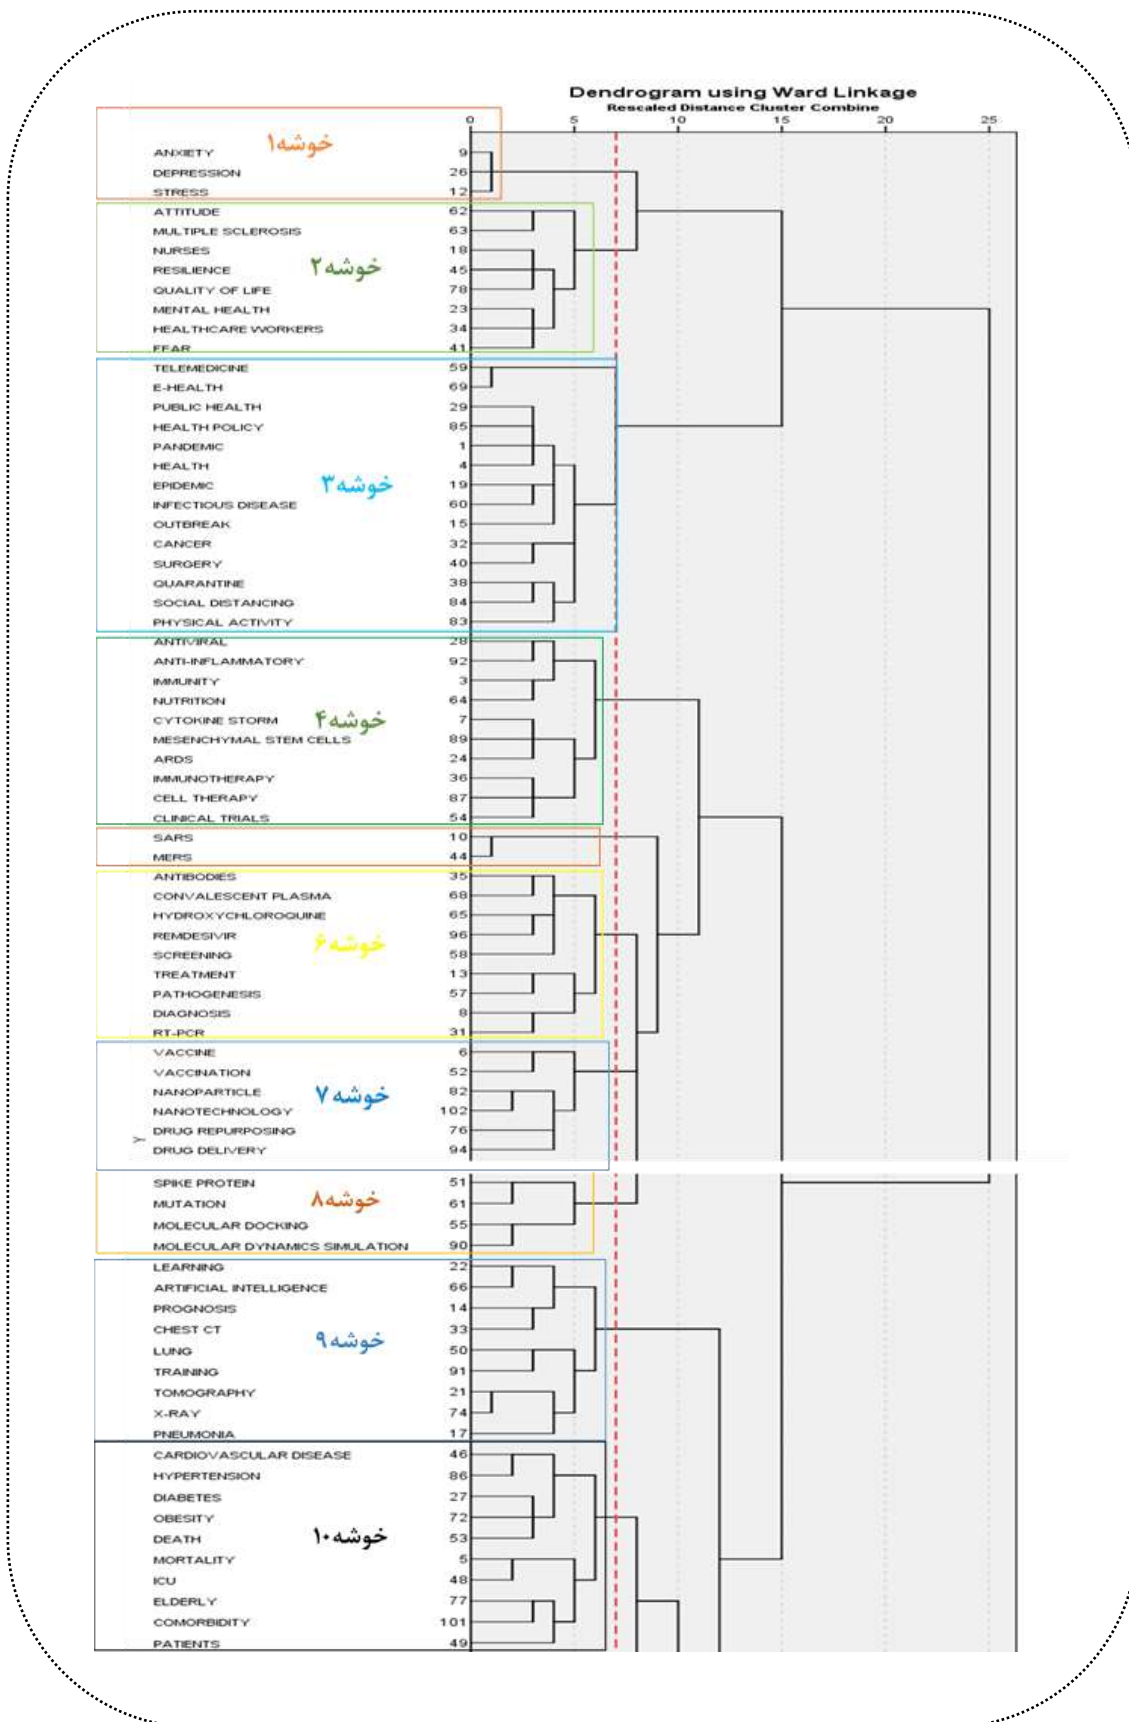 Dendrogram using Ward Linkage
Rescaled Distance Cluster Combine
0 5 10 15 20 25
خوشه۱
ANXIETY 9
DEPRESSION 26
STRESS 12
ATTITUDE 62
MULTIPLE SCLEROSIS 63
NURSES 18
خوشه۲
RESILIENCE 45
QUALITY OF LIFE 78
MENTAL HEALTH 23
HEALTHCARE WORKERS 34
FEAR 41
TELEMEDICINE 59
E-HEALTH 69
PUBLIC HEALTH 29
HEALTH POLICY 85
PANDEMIC 1
HEALTH 4
خوشه۳
EPIDEMIC 19
INFECTIOUS DISEASE 60
OUTBREAK 15
CANCER 32
SURGERY 40
QUARANTINE 38
SOCIAL DISTANCING 84
PHYSICAL ACTIVITY 83
ANTIVIRAL 28
ANTI-INFLAMMATORY 92
IMMUNITY 3
NUTRITION 64
خوشه۴
CYTOKINE STORM 7
MESENCHYMAL STEM CELLS 89
ARDS 24
IMMUNOTHERAPY 36
CELL THERAPY 87
CLINICAL TRIALS 54
SARS 10
MERS 44
ANTIBODIES 35
CONVALESCENT PLASMA 68
HYDROXYCHLOROQUINE 65
REMDESIVIR 96
خوشه۶
SCREENING 58
TREATMENT 13
PATHOGENESIS 57
DIAGNOSIS 8
RT-PCR 31
VACCINE 6
VACCINATION 52
NANOPARTICLE 82
خوشه۷
NANOTECHNOLOGY 102
DRUG REPURPOSING 76
Y
DRUG DELIVERY 94
SPIKE PROTEIN 51
خوشه۸
MUTATION 61
MOLECULAR DOCKING 55
MOLECULAR DYNAMICS SIMULATION 90
LEARNING 22
ARTIFICIAL INTELLIGENCE 66
PROGNOSIS 14
CHEST CT 33
خوشه۹
LUNG 50
TRAINING 91
TOMOGRAPHY 21
X-RAY 74
PNEUMONIA 17
CARDIOVASCULAR DISEASE 46
HYPERTENSION 86
DIABETES 27
OBESITY 72
خوشه۱۰
DEATH 53
MORTALITY 5
ICU 48
ELDERLY 77
COMORBIDITY 101
PATIENTS 49